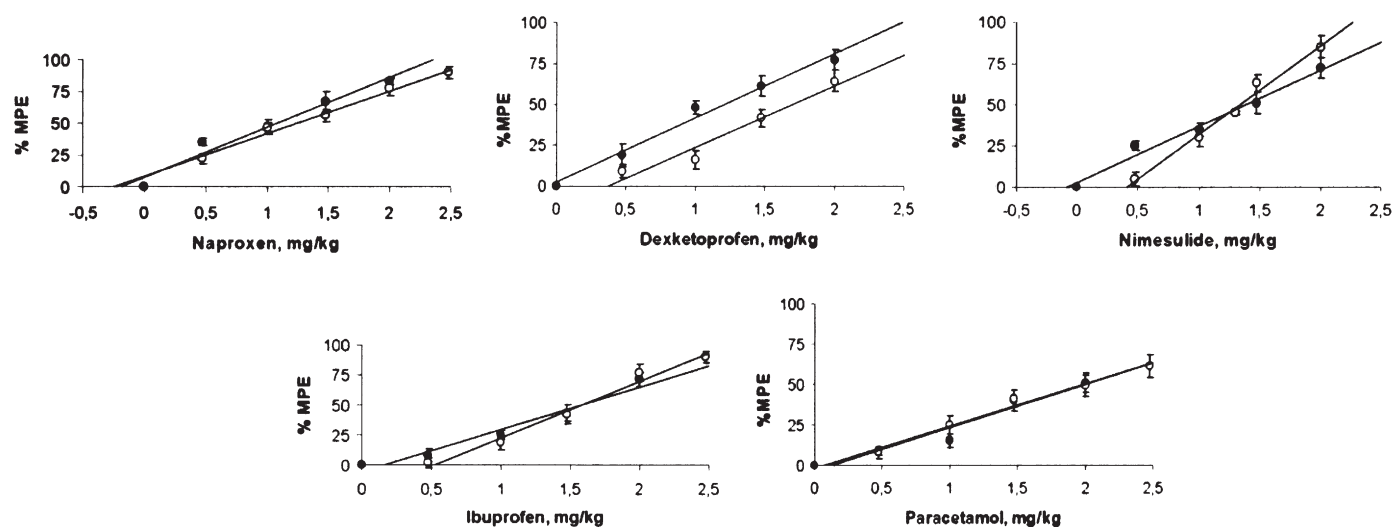 100
75
50
25
0
% MPE
-0,5 0 0,5 1 1,5 2 2,5
Naproxen, mg/kg
100
75
50
25
0
%MPE
0 0,5 1 1,5 2 2,5
Dexketoprofen, mg/kg
100
75
50
25
0
%MPE
-0,5 0 0,5 1 1,5 2 2,5
Nimesulide, mg/kg
100
75
50
25
0
% MPE
0 0,5 1 1,5 2 2,5
Ibuprofen, mg/kg
100
75
50
25
0
%MPE
0 0,5 1 1,5 2 2,5
Paracetamol, mg/kg